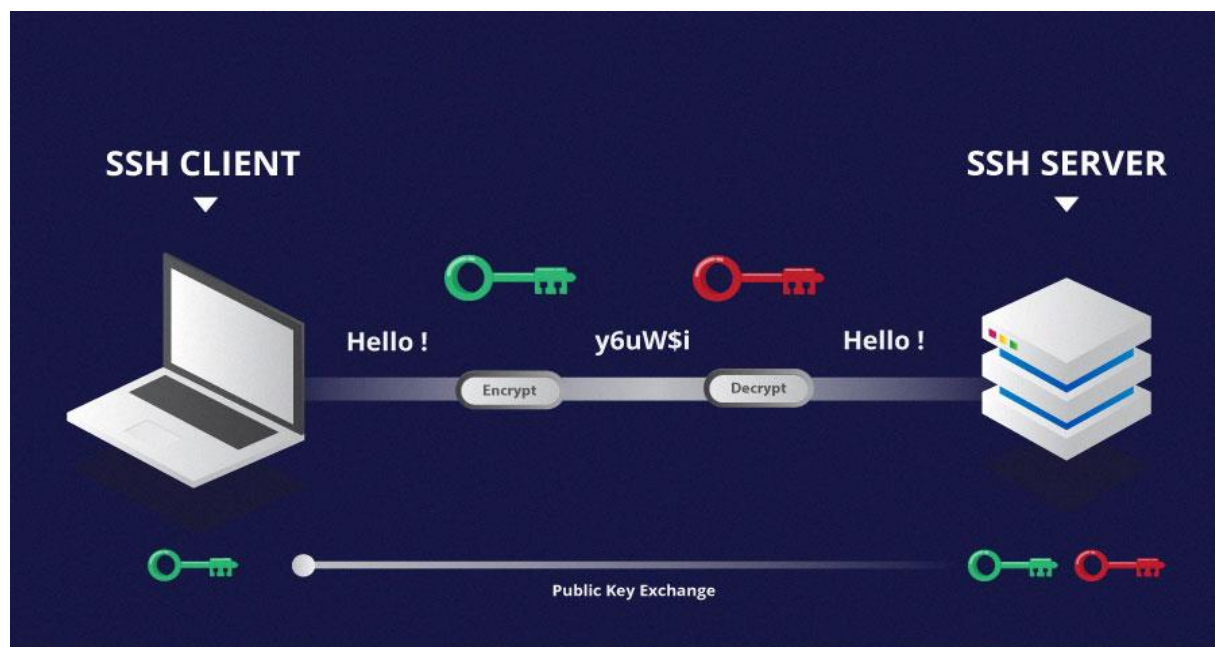 SSH CLIENT
SSH SERVER
Hello !
y6uW$i
Hello !
Encrypt
Decrypt
Public Key Exchange